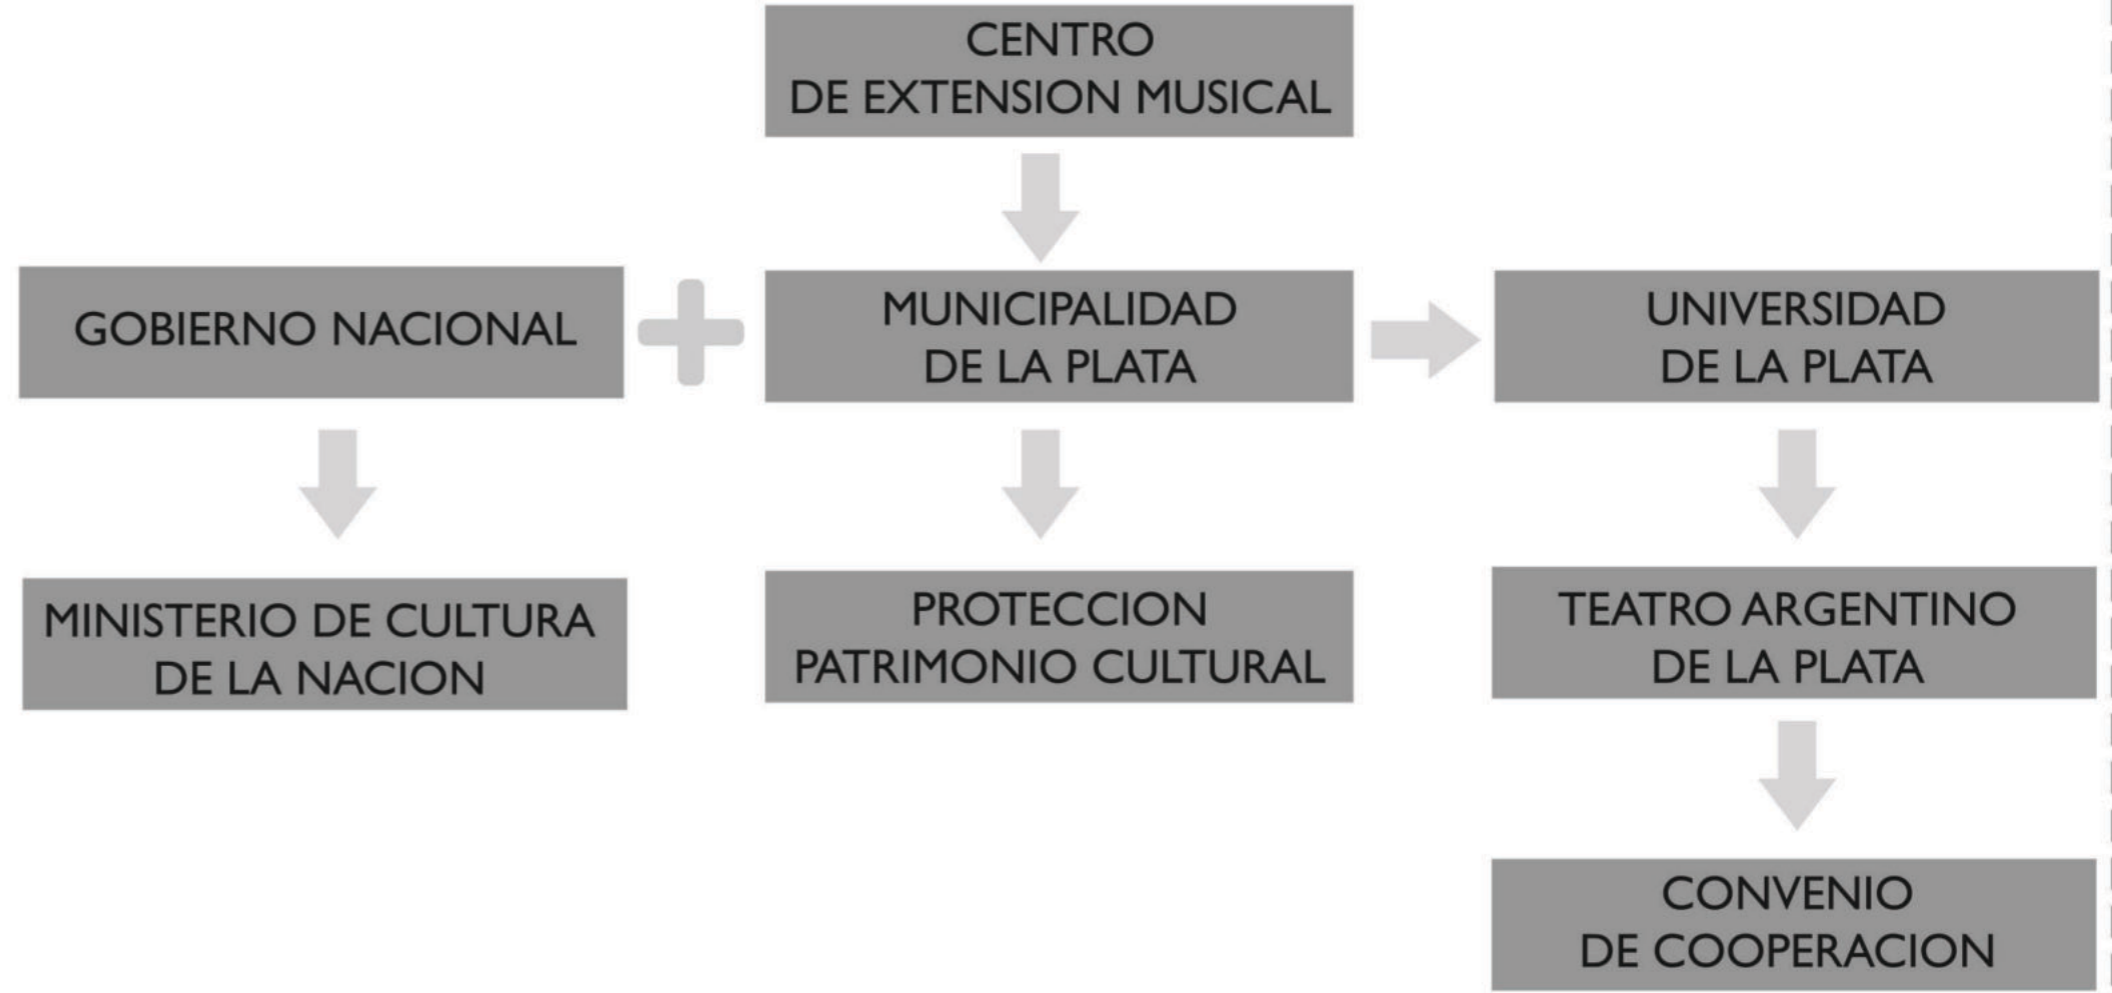 CENTRO
DE EXTENSION MUSICAL
GOBIERNO NACIONAL
MUNICIPALIDAD
DE LA PLATA
UNIVERSIDAD
DE LA PLATA
MINISTERIO DE CULTURA
DE LA NACION
PROTECCION
PATRIMONIO CULTURAL
TEATRO ARGENTINO
DE LA PLATA
CONVENIO
DE COOPERACION